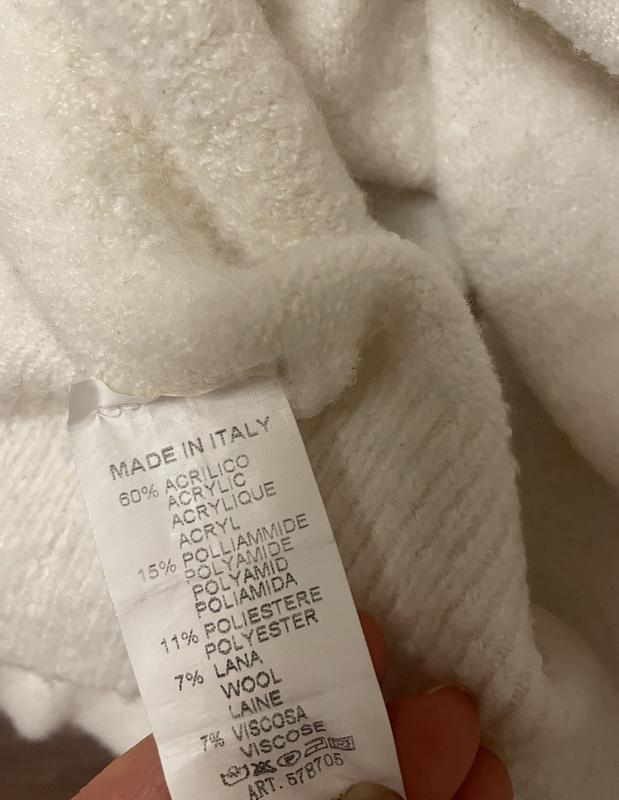 MADE IN ITALY
60% ACRILICO
ACRYLIC
ACRYLIQUE
ACRYL
15% POLLIAMMIDE
POLYAMIDE
POLYAMID
POLIAMIDA
11% POLIESTERE
POLYESTER
7% LANA
WOOL
LAINE
7% VISCOSA
VISCOSE
ART. 578705